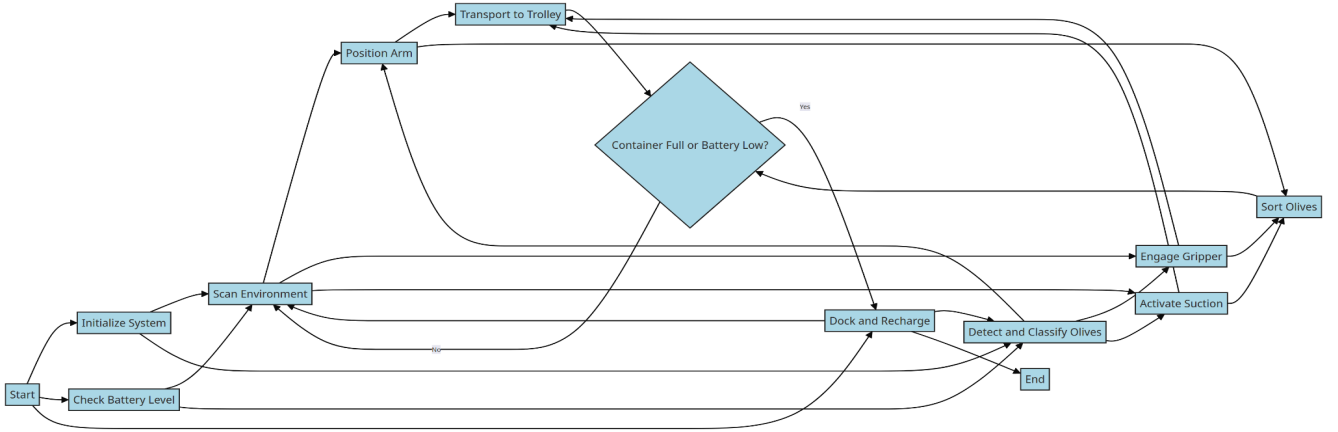 Transport to Trolley
Position Arm
Yes
Container Full or Battery Low?
Sort Olives
Engage Gripper
Scan Environment
Activate Suction
Initialize System
Dock and Recharge
Detect and Classify Olives
No
End
Start
Check Battery Level